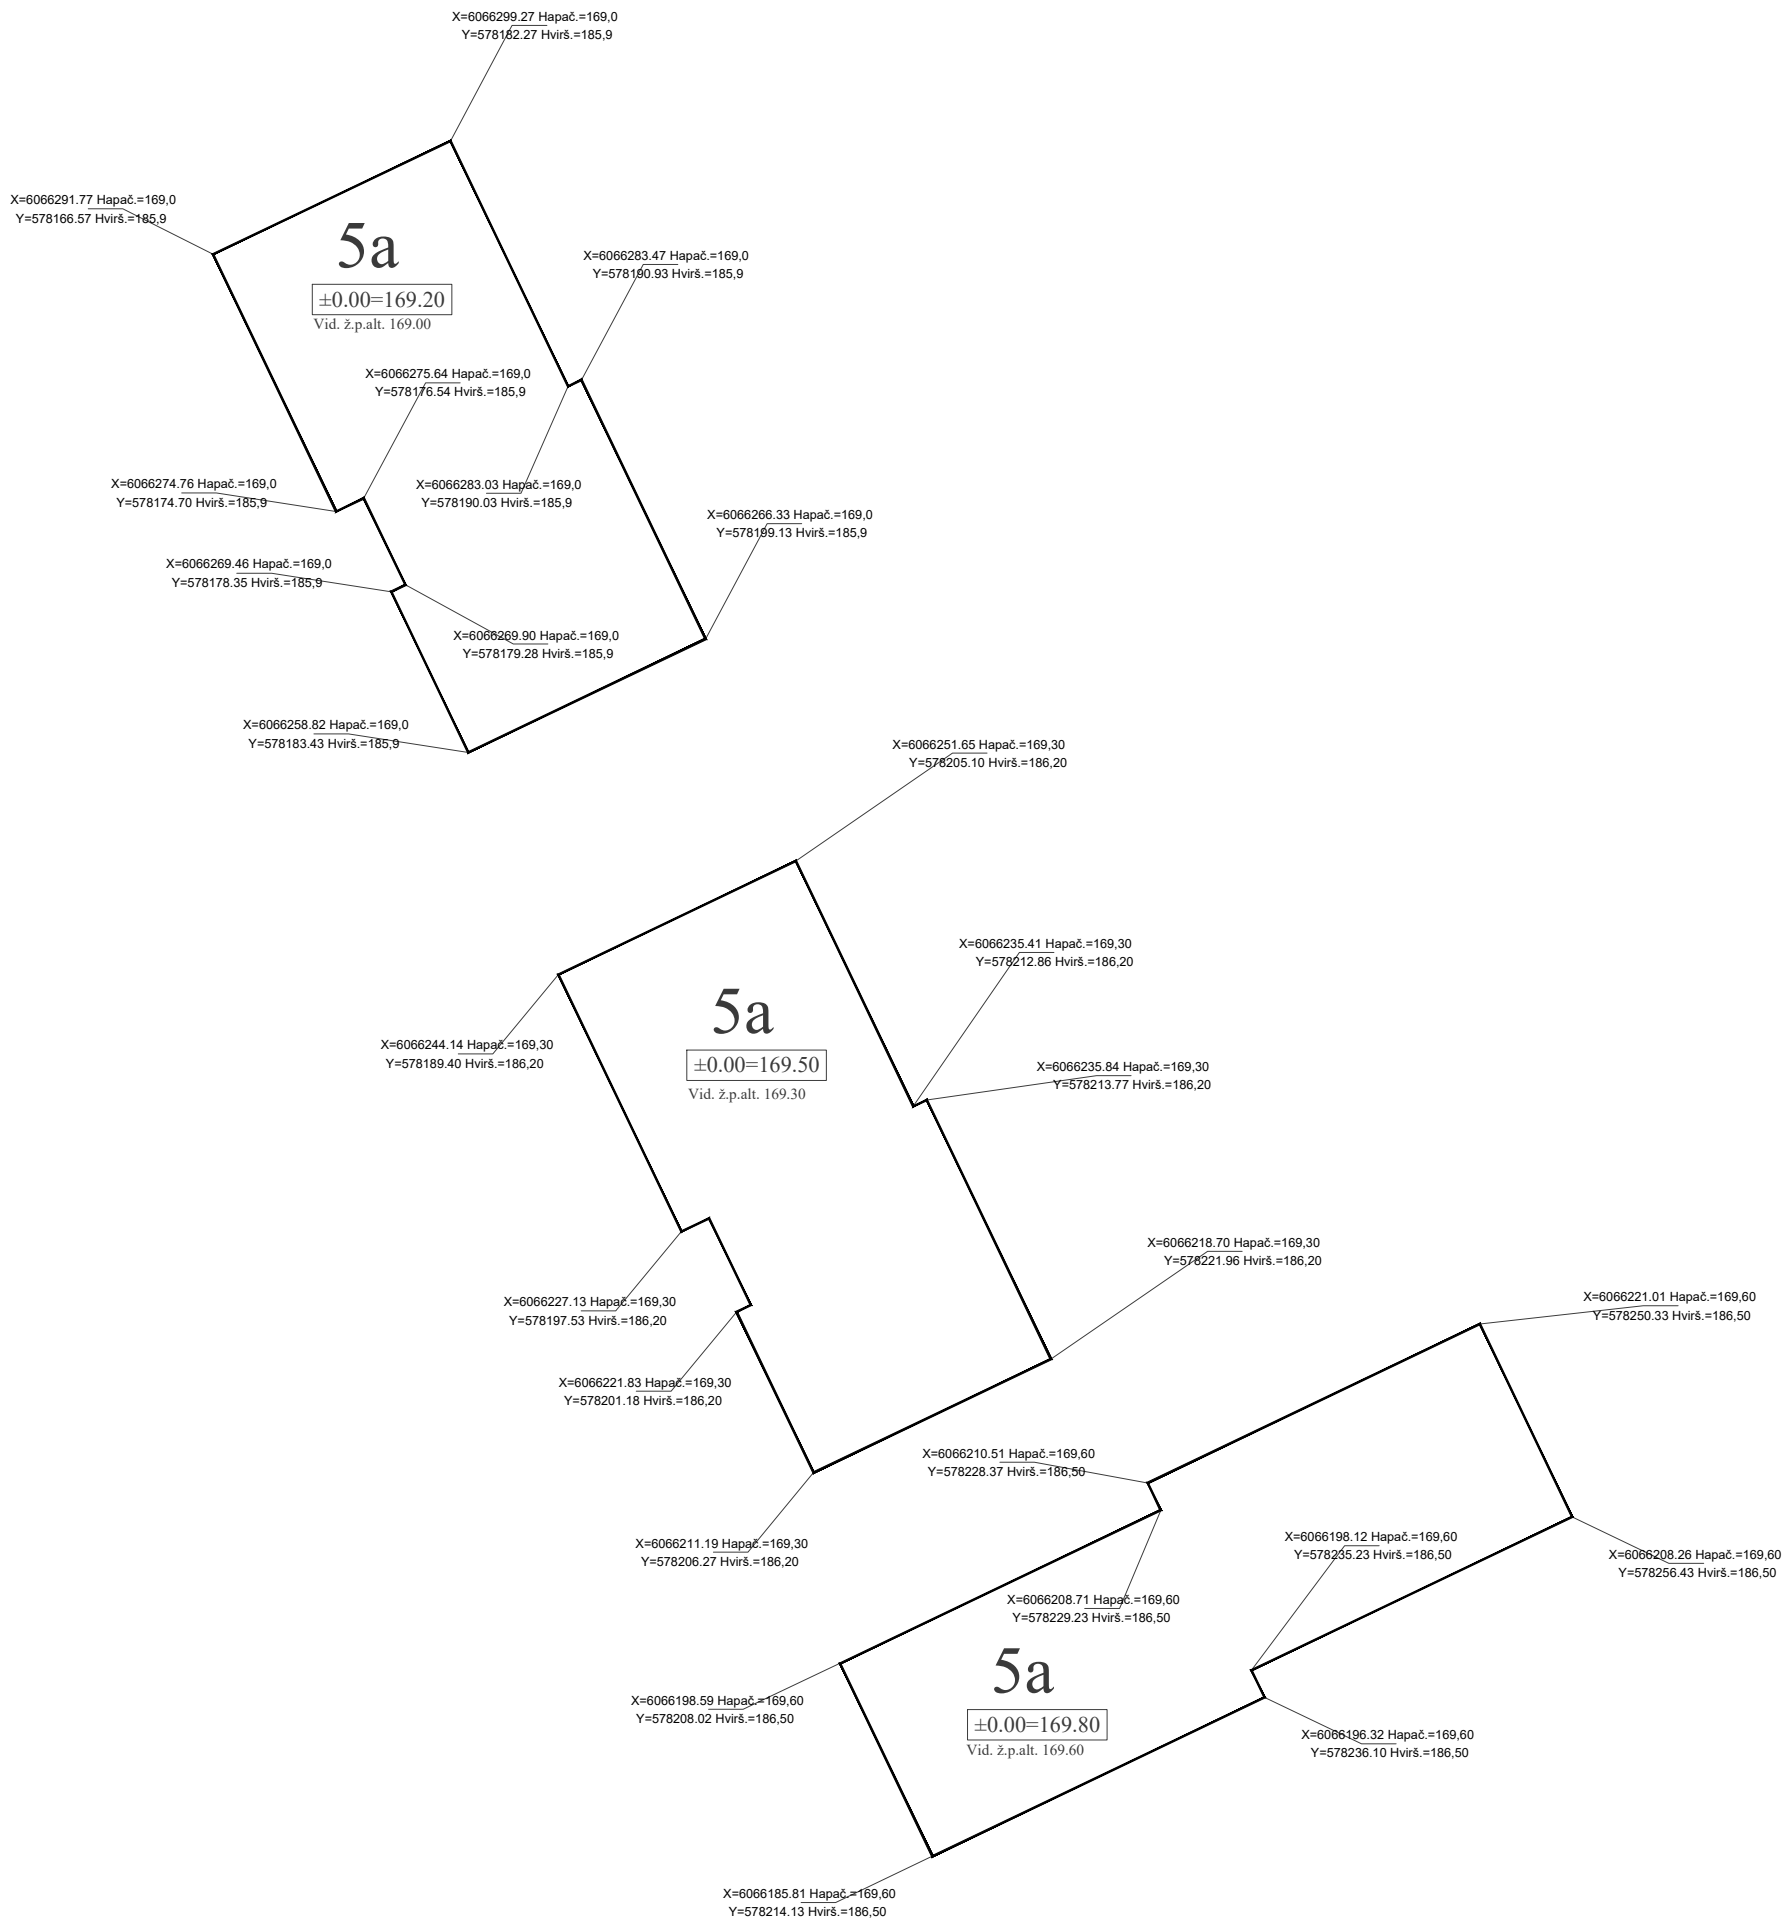 X=6066299.27 Hapač.=169,0
Y=578182.27 Hvirš.=185,9
X=6066291.77 Hapač.=169,0
Y=578166.57 Hvirš.=185,9
5a
±0.00=169.20
Vid. ž.p.alt. 169.00
X=6066283.47 Hapač.=169,0
Y=578190.93 Hvirš.=185,9
X=6066275.64 Hapač.=169,0
Y=578176.54 Hvirš.=185,9
X=6066274.76 Hapač.=169,0
Y=578174.70 Hvirš.=185,9
X=6066283.03 Hapač.=169,0
Y=578190.03 Hvirš.=185,9
X=6066266.33 Hapač.=169,0
Y=578199.13 Hvirš.=185,9
X=6066269.46 Hapač.=169,0
Y=578178.35 Hvirš.=185,9
X=6066269.90 Hapač.=169,0
Y=578179.28 Hvirš.=185,9
X=6066258.82 Hapač.=169,0
Y=578183.43 Hvirš.=185,9
X=6066251.65 Hapač.=169,30
Y=578205.10 Hvirš.=186,20
X=6066235.41 Hapač.=169,30
Y=578212.86 Hvirš.=186,20
5a
±0.00=169.50
Vid. ž.p.alt. 169.30
X=6066244.14 Hapač.=169,30
Y=578189.40 Hvirš.=186,20
X=6066235.84 Hapač.=169,30
Y=578213.77 Hvirš.=186,20
X=6066218.70 Hapač.=169,30
Y=578221.96 Hvirš.=186,20
X=6066227.13 Hapač.=169,30
Y=578197.53 Hvirš.=186,20
X=6066221.01 Hapač.=169,60
Y=578250.33 Hvirš.=186,50
X=6066221.83 Hapač.=169,30
Y=578201.18 Hvirš.=186,20
X=6066210.51 Hapač.=169,60
Y=578228.37 Hvirš.=186,50
X=6066211.19 Hapač.=169,30
Y=578206.27 Hvirš.=186,20
X=6066198.12 Hapač.=169,60
Y=578235.23 Hvirš.=186,50
X=6066208.26 Hapač.=169,60
Y=578256.43 Hvirš.=186,50
X=6066208.71 Hapač.=169,60
Y=578229.23 Hvirš.=186,50
5a
±0.00=169.80
Vid. ž.p.alt. 169.60
X=6066198.59 Hapač.=169,60
Y=578208.02 Hvirš.=186,50
X=6066196.32 Hapač.=169,60
Y=578236.10 Hvirš.=186,50
X=6066185.81 Hapač.=169,60
Y=578214.13 Hvirš.=186,50